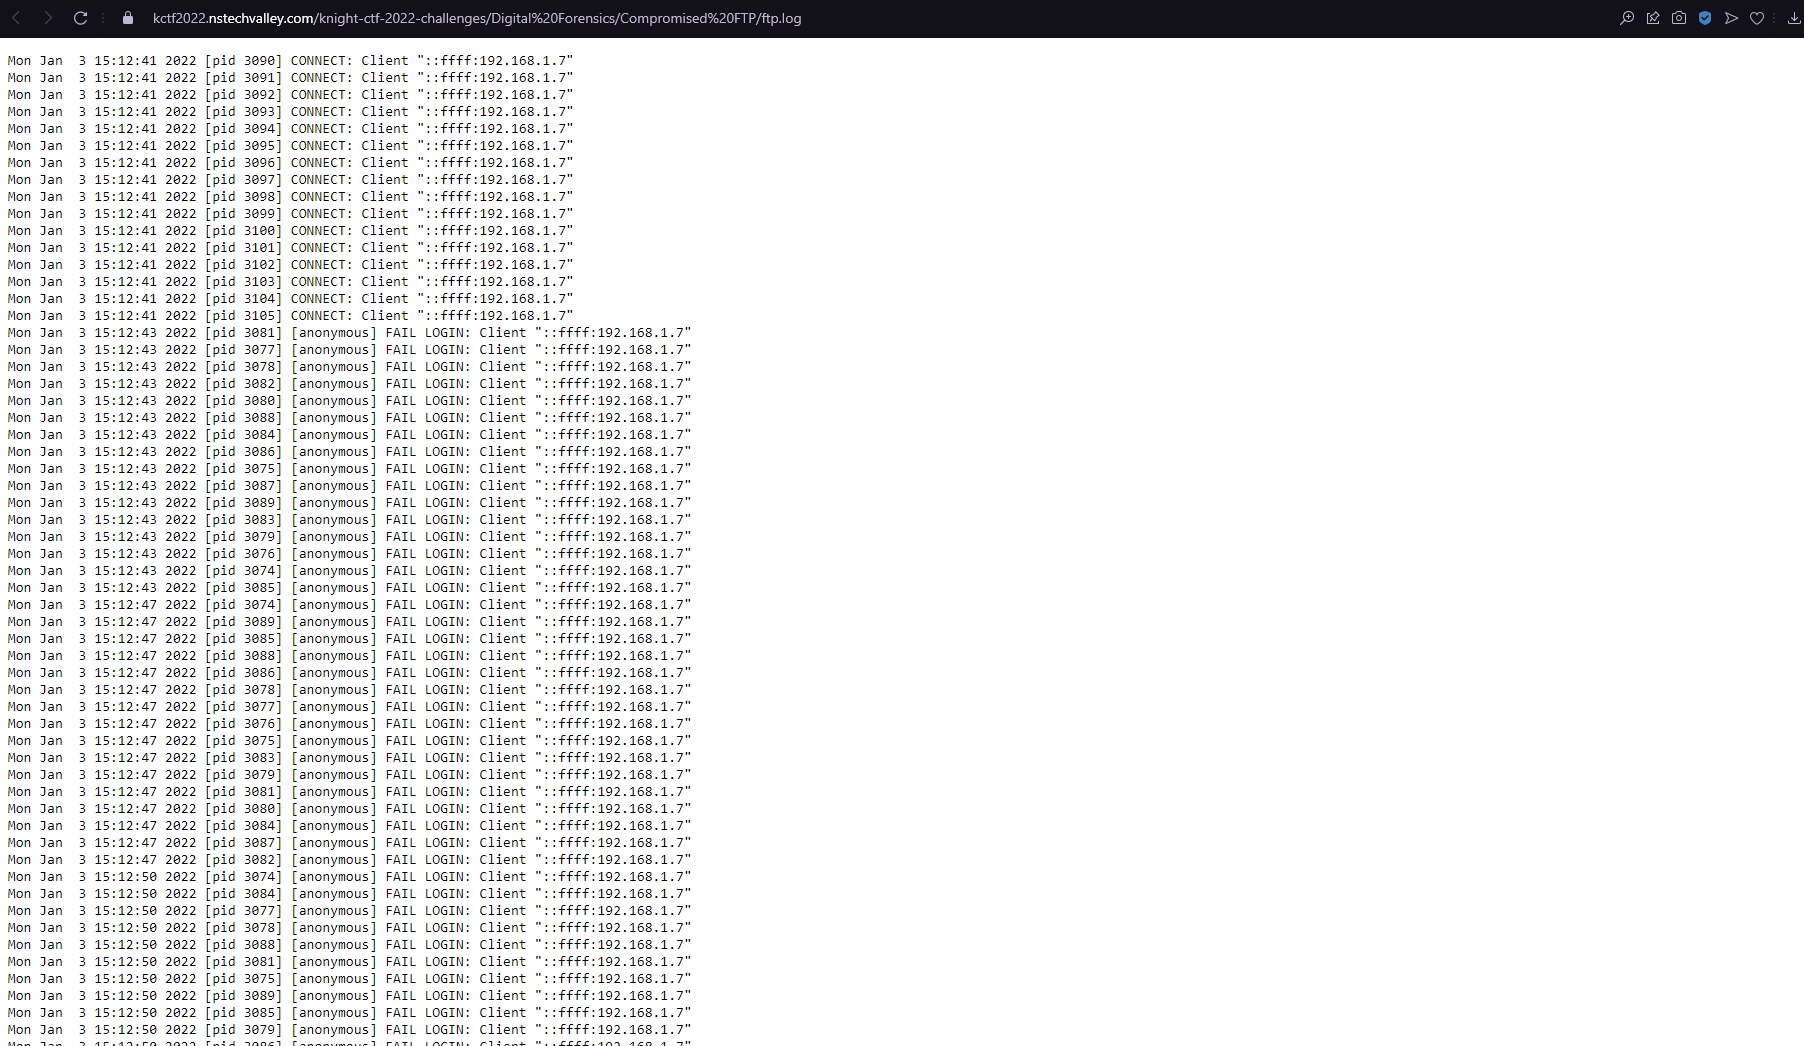 kctf2022.nstechvalley.com/knight-ctf-2022-challenges/Digital%20Forensics/Compromised%20FTP/ftp.log
Mon Jan  3 15:12:41 2022 [pid 3090] CONNECT: Client "::ffff:192.168.1.7"
Mon Jan  3 15:12:41 2022 [pid 3091] CONNECT: Client "::ffff:192.168.1.7"
Mon Jan  3 15:12:41 2022 [pid 3092] CONNECT: Client "::ffff:192.168.1.7"
Mon Jan  3 15:12:41 2022 [pid 3093] CONNECT: Client "::ffff:192.168.1.7"
Mon Jan  3 15:12:41 2022 [pid 3094] CONNECT: Client "::ffff:192.168.1.7"
Mon Jan  3 15:12:41 2022 [pid 3095] CONNECT: Client "::ffff:192.168.1.7"
Mon Jan  3 15:12:41 2022 [pid 3096] CONNECT: Client "::ffff:192.168.1.7"
Mon Jan  3 15:12:41 2022 [pid 3097] CONNECT: Client "::ffff:192.168.1.7"
Mon Jan  3 15:12:41 2022 [pid 3098] CONNECT: Client "::ffff:192.168.1.7"
Mon Jan  3 15:12:41 2022 [pid 3099] CONNECT: Client "::ffff:192.168.1.7"
Mon Jan  3 15:12:41 2022 [pid 3100] CONNECT: Client "::ffff:192.168.1.7"
Mon Jan  3 15:12:41 2022 [pid 3101] CONNECT: Client "::ffff:192.168.1.7"
Mon Jan  3 15:12:41 2022 [pid 3102] CONNECT: Client "::ffff:192.168.1.7"
Mon Jan  3 15:12:41 2022 [pid 3103] CONNECT: Client "::ffff:192.168.1.7"
Mon Jan  3 15:12:41 2022 [pid 3104] CONNECT: Client "::ffff:192.168.1.7"
Mon Jan  3 15:12:41 2022 [pid 3105] CONNECT: Client "::ffff:192.168.1.7"
Mon Jan  3 15:12:43 2022 [pid 3081] [anonymous] FAIL LOGIN: Client "::ffff:192.168.1.7"
Mon Jan  3 15:12:43 2022 [pid 3077] [anonymous] FAIL LOGIN: Client "::ffff:192.168.1.7"
Mon Jan  3 15:12:43 2022 [pid 3078] [anonymous] FAIL LOGIN: Client "::ffff:192.168.1.7"
Mon Jan  3 15:12:43 2022 [pid 3082] [anonymous] FAIL LOGIN: Client "::ffff:192.168.1.7"
Mon Jan  3 15:12:43 2022 [pid 3080] [anonymous] FAIL LOGIN: Client "::ffff:192.168.1.7"
Mon Jan  3 15:12:43 2022 [pid 3088] [anonymous] FAIL LOGIN: Client "::ffff:192.168.1.7"
Mon Jan  3 15:12:43 2022 [pid 3084] [anonymous] FAIL LOGIN: Client "::ffff:192.168.1.7"
Mon Jan  3 15:12:43 2022 [pid 3086] [anonymous] FAIL LOGIN: Client "::ffff:192.168.1.7"
Mon Jan  3 15:12:43 2022 [pid 3075] [anonymous] FAIL LOGIN: Client "::ffff:192.168.1.7"
Mon Jan  3 15:12:43 2022 [pid 3087] [anonymous] FAIL LOGIN: Client "::ffff:192.168.1.7"
Mon Jan  3 15:12:43 2022 [pid 3089] [anonymous] FAIL LOGIN: Client "::ffff:192.168.1.7"
Mon Jan  3 15:12:43 2022 [pid 3083] [anonymous] FAIL LOGIN: Client "::ffff:192.168.1.7"
Mon Jan  3 15:12:43 2022 [pid 3079] [anonymous] FAIL LOGIN: Client "::ffff:192.168.1.7"
Mon Jan  3 15:12:43 2022 [pid 3076] [anonymous] FAIL LOGIN: Client "::ffff:192.168.1.7"
Mon Jan  3 15:12:43 2022 [pid 3074] [anonymous] FAIL LOGIN: Client "::ffff:192.168.1.7"
Mon Jan  3 15:12:43 2022 [pid 3085] [anonymous] FAIL LOGIN: Client "::ffff:192.168.1.7"
Mon Jan  3 15:12:47 2022 [pid 3074] [anonymous] FAIL LOGIN: Client "::ffff:192.168.1.7"
Mon Jan  3 15:12:47 2022 [pid 3089] [anonymous] FAIL LOGIN: Client "::ffff:192.168.1.7"
Mon Jan  3 15:12:47 2022 [pid 3085] [anonymous] FAIL LOGIN: Client "::ffff:192.168.1.7"
Mon Jan  3 15:12:47 2022 [pid 3088] [anonymous] FAIL LOGIN: Client "::ffff:192.168.1.7"
Mon Jan  3 15:12:47 2022 [pid 3086] [anonymous] FAIL LOGIN: Client "::ffff:192.168.1.7"
Mon Jan  3 15:12:47 2022 [pid 3078] [anonymous] FAIL LOGIN: Client "::ffff:192.168.1.7"
Mon Jan  3 15:12:47 2022 [pid 3077] [anonymous] FAIL LOGIN: Client "::ffff:192.168.1.7"
Mon Jan  3 15:12:47 2022 [pid 3076] [anonymous] FAIL LOGIN: Client "::ffff:192.168.1.7"
Mon Jan  3 15:12:47 2022 [pid 3075] [anonymous] FAIL LOGIN: Client "::ffff:192.168.1.7"
Mon Jan  3 15:12:47 2022 [pid 3083] [anonymous] FAIL LOGIN: Client "::ffff:192.168.1.7"
Mon Jan  3 15:12:47 2022 [pid 3079] [anonymous] FAIL LOGIN: Client "::ffff:192.168.1.7"
Mon Jan  3 15:12:47 2022 [pid 3081] [anonymous] FAIL LOGIN: Client "::ffff:192.168.1.7"
Mon Jan  3 15:12:47 2022 [pid 3080] [anonymous] FAIL LOGIN: Client "::ffff:192.168.1.7"
Mon Jan  3 15:12:47 2022 [pid 3084] [anonymous] FAIL LOGIN: Client "::ffff:192.168.1.7"
Mon Jan  3 15:12:47 2022 [pid 3087] [anonymous] FAIL LOGIN: Client "::ffff:192.168.1.7"
Mon Jan  3 15:12:47 2022 [pid 3082] [anonymous] FAIL LOGIN: Client "::ffff:192.168.1.7"
Mon Jan  3 15:12:50 2022 [pid 3074] [anonymous] FAIL LOGIN: Client "::ffff:192.168.1.7"
Mon Jan  3 15:12:50 2022 [pid 3084] [anonymous] FAIL LOGIN: Client "::ffff:192.168.1.7"
Mon Jan  3 15:12:50 2022 [pid 3077] [anonymous] FAIL LOGIN: Client "::ffff:192.168.1.7"
Mon Jan  3 15:12:50 2022 [pid 3078] [anonymous] FAIL LOGIN: Client "::ffff:192.168.1.7"
Mon Jan  3 15:12:50 2022 [pid 3088] [anonymous] FAIL LOGIN: Client "::ffff:192.168.1.7"
Mon Jan  3 15:12:50 2022 [pid 3081] [anonymous] FAIL LOGIN: Client "::ffff:192.168.1.7"
Mon Jan  3 15:12:50 2022 [pid 3075] [anonymous] FAIL LOGIN: Client "::ffff:192.168.1.7"
Mon Jan  3 15:12:50 2022 [pid 3089] [anonymous] FAIL LOGIN: Client "::ffff:192.168.1.7"
Mon Jan  3 15:12:50 2022 [pid 3085] [anonymous] FAIL LOGIN: Client "::ffff:192.168.1.7"
Mon Jan  3 15:12:50 2022 [pid 3079] [anonymous] FAIL LOGIN: Client "::ffff:192.168.1.7"
Mon Jan  3 15:12:50 2022 [pid 3086] [anonymous] FAIL LOGIN: Client "::ffff:192.168.1.7"